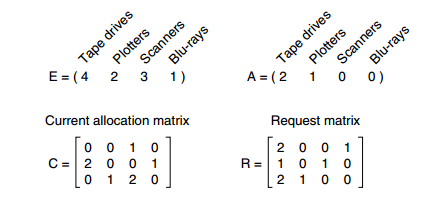 Tape drives Plotters Scanners Blu-rays
E = ( 4 2 3 1 )
Tape drives Plotters Scanners Blu-rays
A = ( 2 1 0 0 )
Current allocation matrix
C =
0 0 1 0
2 0 0 1
0 1 2 0
Request matrix
R =
2 0 0 1
1 0 1 0
2 1 0 0